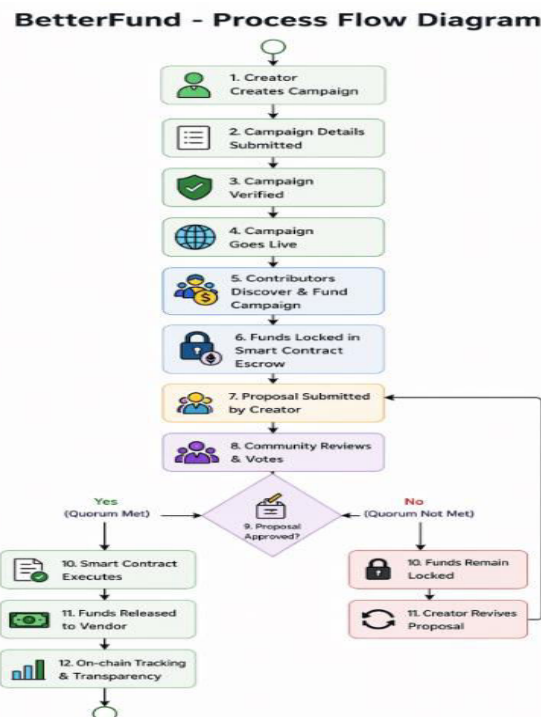 BetterFund - Process Flow Diagram
1. Creator
Creates Campaign
2. Campaign Details
Submitted
3. Campaign
Verified
4. Campaign
Goes Live
5. Contributors
Discover & Fund
Campaign
6. Funds Locked in
Smart Contract
Escrow
7. Proposal Submitted
by Creator
8. Community Reviews
& Votes
9. Proposal
Approved?
Yes
(Quorum Met)
No
(Quorum Not Met)
10. Smart Contract
Executes
11. Funds Released
to Vendor
12. On-chain Tracking
& Transparency
10. Funds Remain
Locked
11. Creator Revives
Proposal